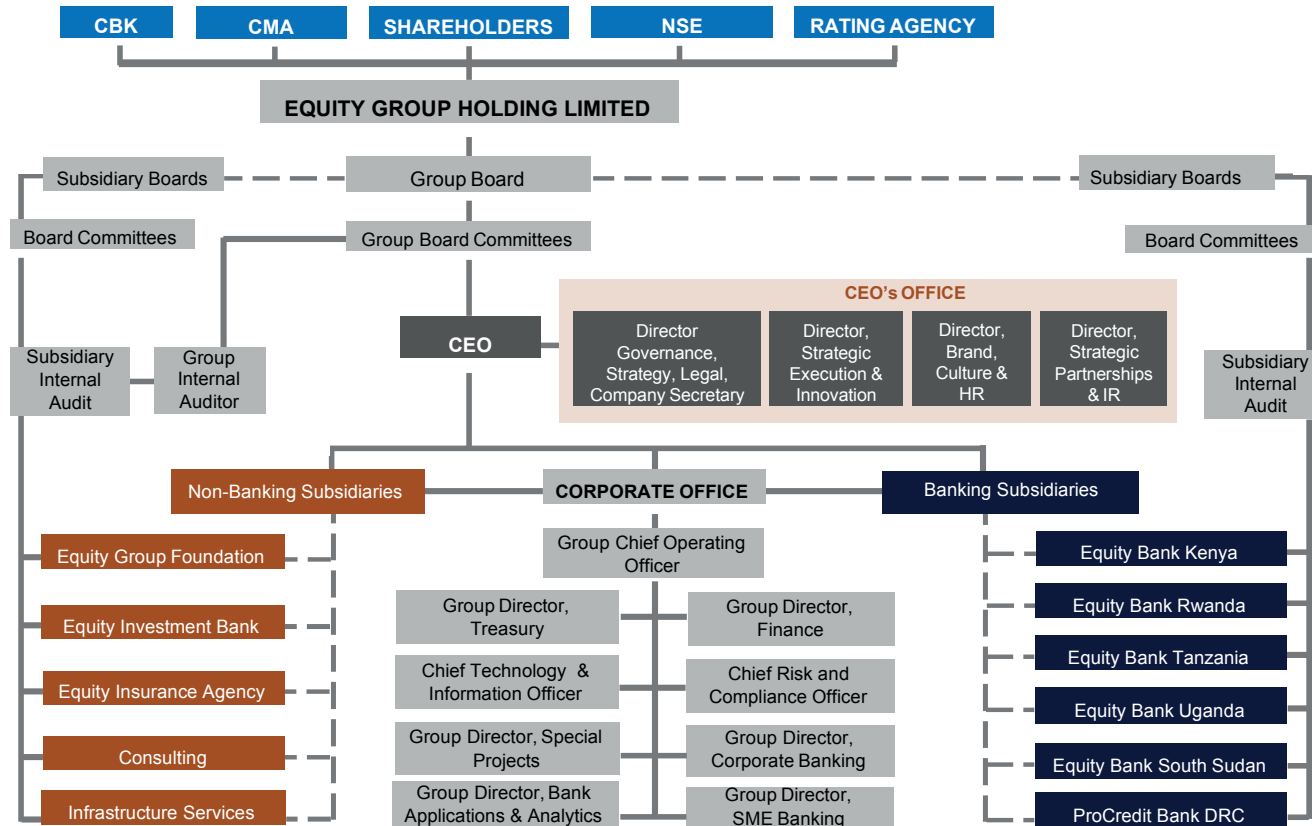 CBK
CMA
SHAREHOLDERS
NSE
RATING AGENCY
EQUITY GROUP HOLDING LIMITED
Subsidiary Boards
Group Board
Subsidiary Boards
Board Committees
Group Board Committees
Board Committees
CEO's OFFICE
CEO
Director
Governance,
Strategy, Legal,
Company Secretary
Director,
Strategic
Execution &
Innovation
Director,
Brand,
Culture &
HR
Director,
Strategic
Partnerships
& IR
Subsidiary
Internal
Audit
Group
Internal
Auditor
Subsidiary
Internal
Audit
Non-Banking Subsidiaries
CORPORATE OFFICE
Banking Subsidiaries
Equity Group Foundation
Equity Investment Bank
Equity Insurance Agency
Consulting
Infrastructure Services
Group Chief Operating
Officer
Group Director,
Treasury
Group Director,
Finance
Chief Technology &
Information Officer
Chief Risk and
Compliance Officer
Group Director, Special
Projects
Group Director,
Corporate Banking
Group Director, Bank
Applications & Analytics
Group Director,
SME Banking
Equity Bank Kenya
Equity Bank Rwanda
Equity Bank Tanzania
Equity Bank Uganda
Equity Bank South Sudan
ProCredit Bank DRC